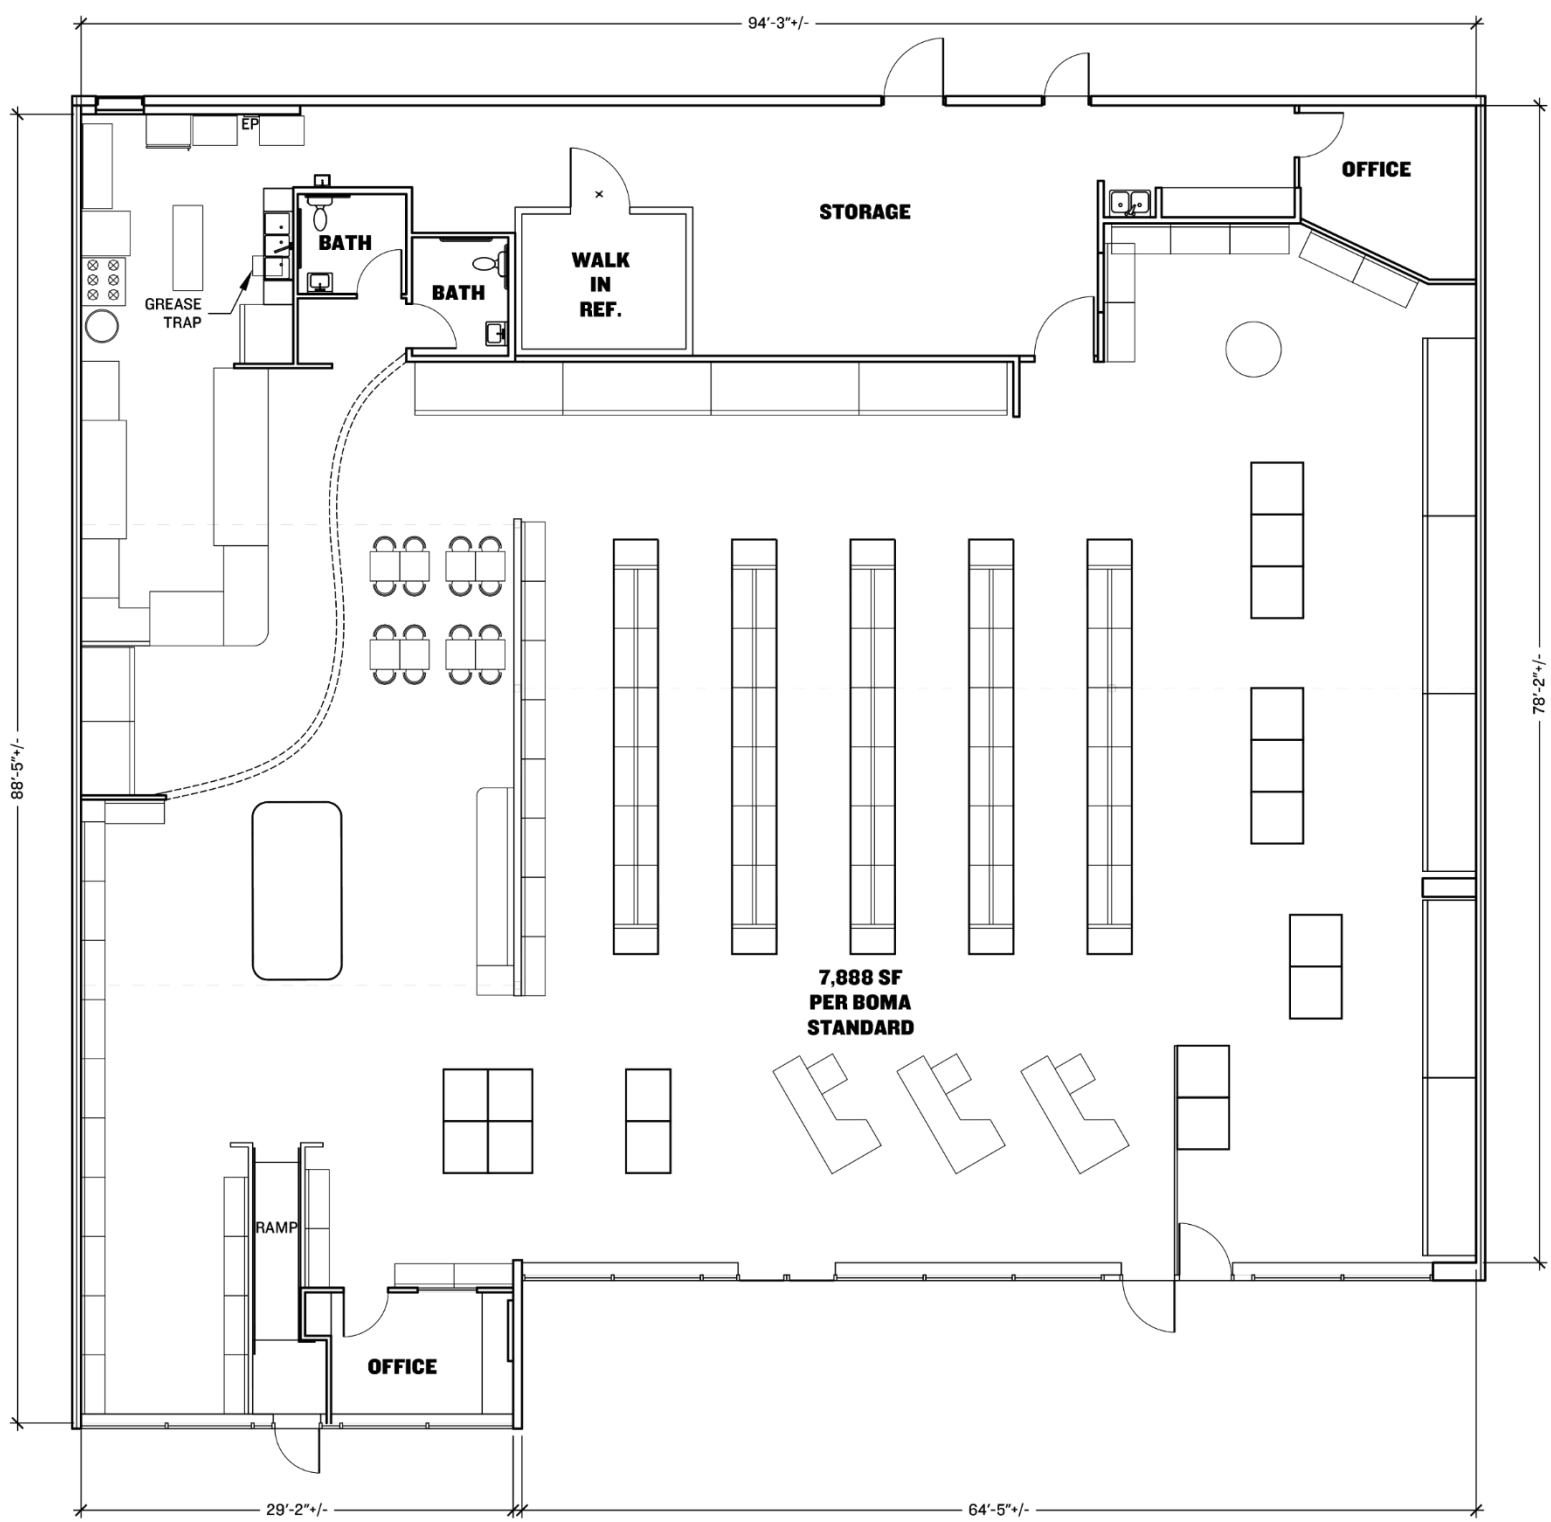 94'-3"+/-
EP
OFFICE
STORAGE
BATH
WALK
IN
REF.
BATH
GREASE
TRAP
78'-2"+/-
88'-5"+/-
7,888 SF
PER BOMA
STANDARD
RAMP
OFFICE
29'-2"+/-
64'-5"+/-